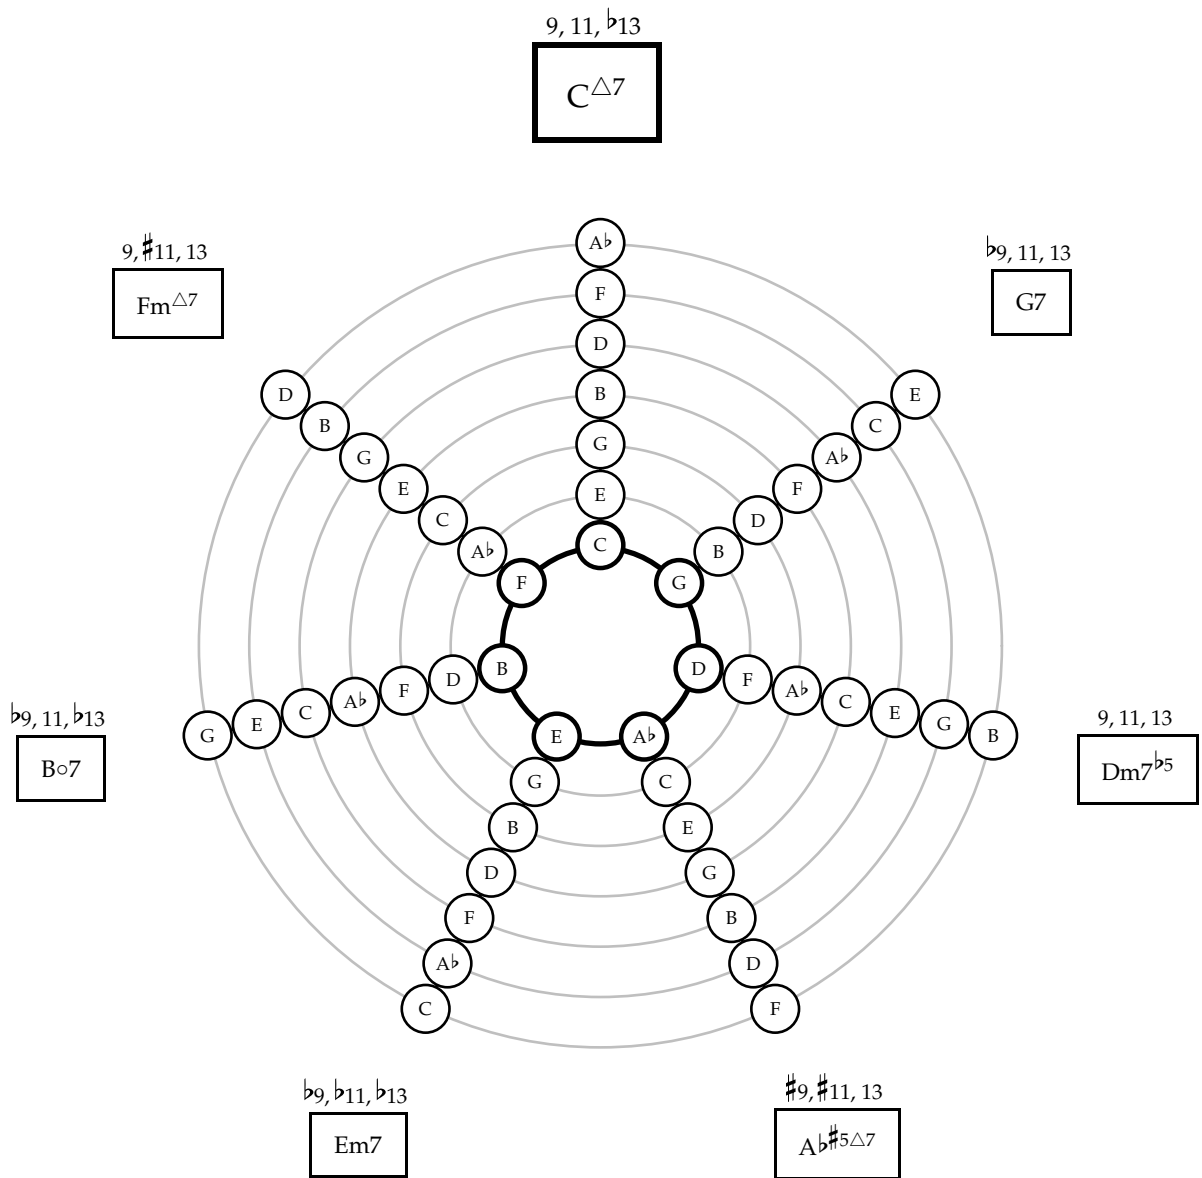 9, 11, ♭13
C△7
9, ♯11, 13
Fm△7
♭9, 11, 13
G7
A♭
F
D
B
G
E
C
E
C
A♭
F
D
B
G
D
B
G
E
C
A♭
F
D
F
A♭
C
E
G
B
B
D
F
A♭
C
E
G
E
G
B
D
F
A♭
C
A♭
C
E
G
B
D
F
♭9, 11, ♭13
B○7
9, 11, 13
Dm7♭5
♭9, ♭11, ♭13
Em7
♯9, ♯11, 13
A♭♯5△7